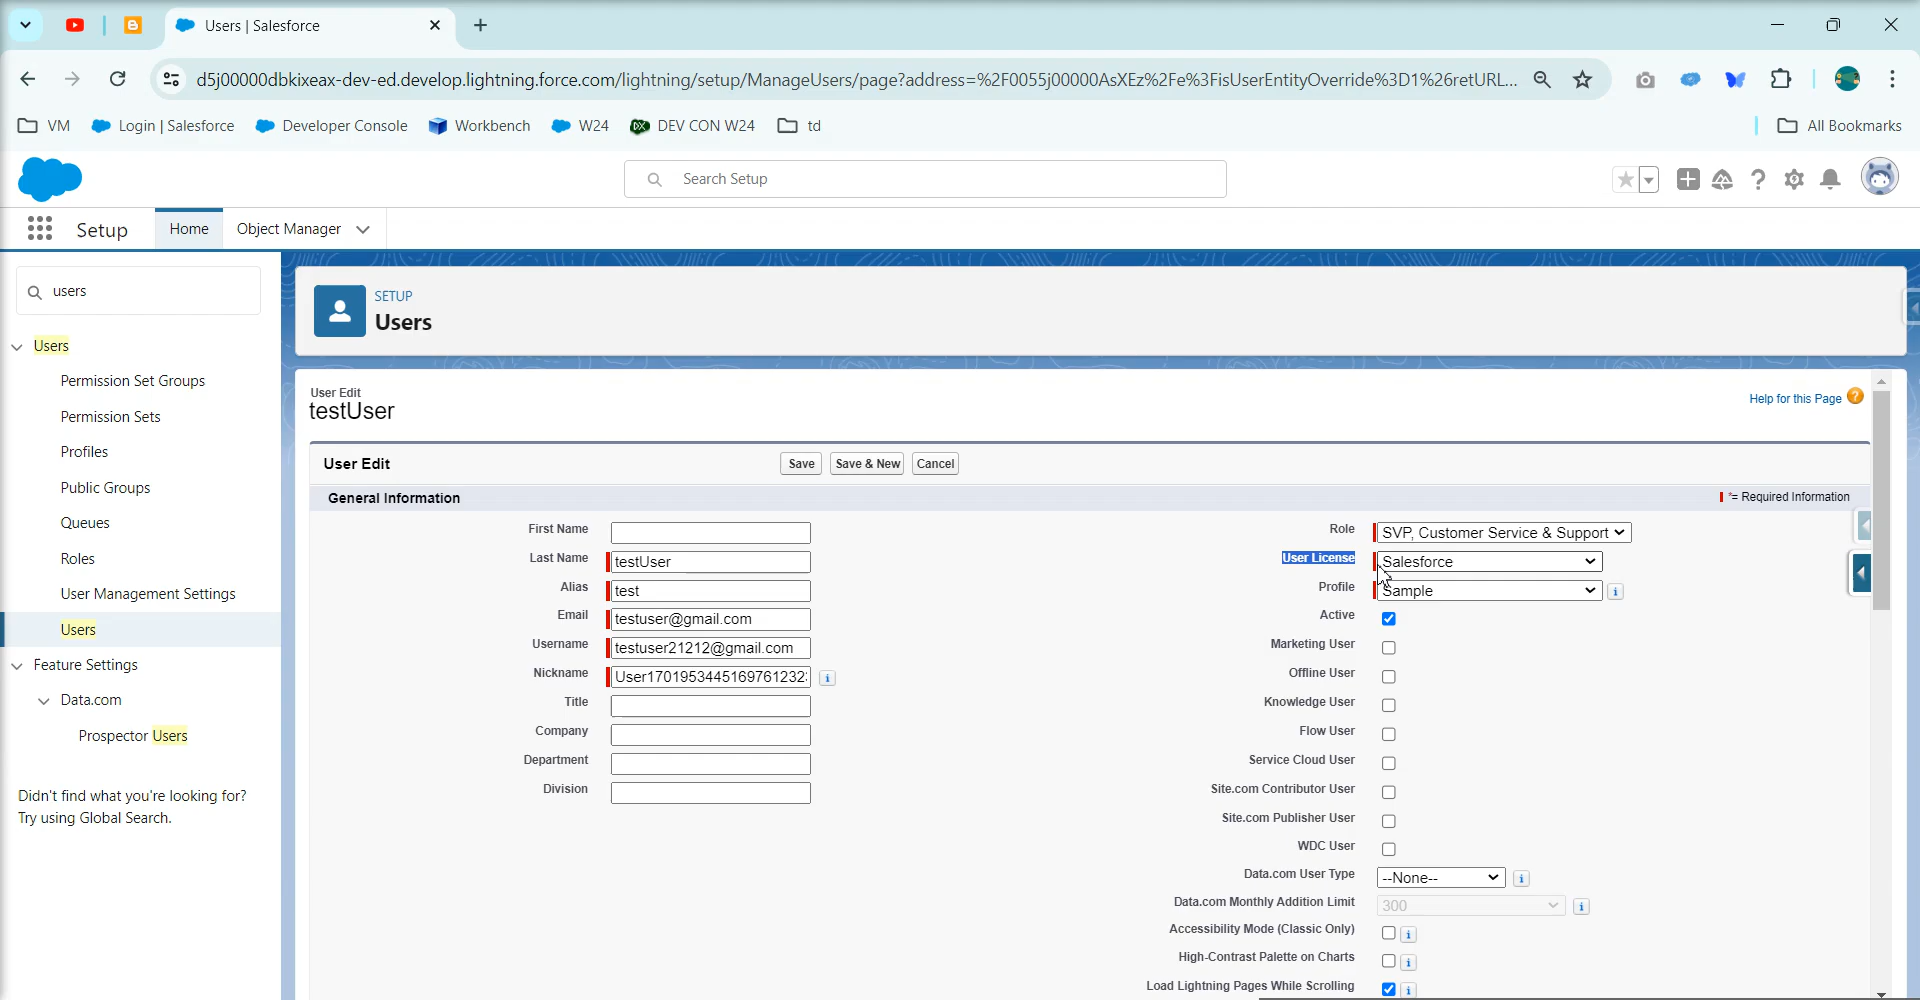 Users | Salesforce
d5j00000dbkixeax-dev-ed.develop.lightning.force.com/lightning/setup/ManageUsers/page?address=%2F0055j00000AsXEz%2Fe%3FisUserEntityOverride%3D1%26retURL...
VM Login | Salesforce Developer Console Workbench W24 DX DEV CON W24 td All Bookmarks
Search Setup
Setup Home Object Manager
users
SETUP
Users
Users
Permission Set Groups
Permission Sets
Profiles
Public Groups
Queues
Roles
User Management Settings
Users
Feature Settings
Data.com
Prospector Users
Didn't find what you're looking for?
Try using Global Search.
User Edit
testUser
Help for this Page ?
User Edit Save Save & New Cancel
General Information *= Required Information
First Name
Last Name testUser
Alias test
Email testuser@gmail.com
Username testuser21212@gmail.com
Nickname User1701953445169761232 i
Title
Company
Department
Division
Role SVP, Customer Service & Support
User License Salesforce
Profile Sample i
Active
Marketing User
Offline User
Knowledge User
Flow User
Service Cloud User
Site.com Contributor User
Site.com Publisher User
WDC User
Data.com User Type --None-- i
Data.com Monthly Addition Limit 300 i
Accessibility Mode (Classic Only) i
High-Contrast Palette on Charts i
Load Lightning Pages While Scrolling i